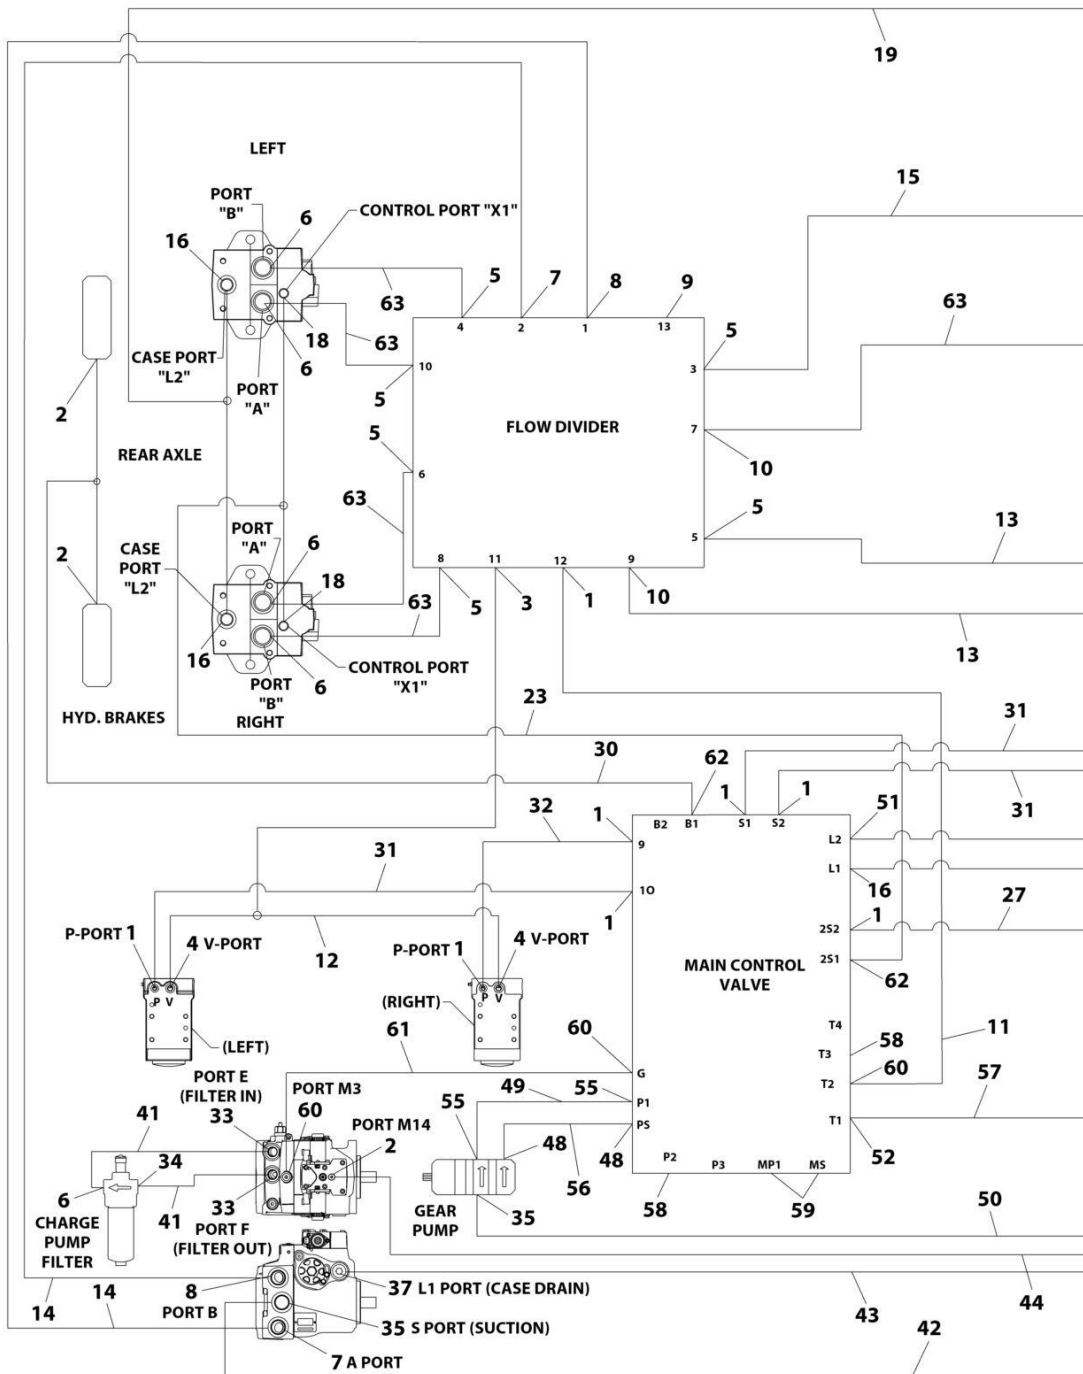 19
LEFT
15
PORT
"B"
6
CONTROL PORT "X1"
16
5
7
8
9
63
63
4
2
1
13
18
63
5
3
CASE PORT
"L2"
6
10
PORT
"A"
5
2
FLOW DIVIDER
7
5
REAR AXLE
6
10
63
5
PORT
"A"
6
5
13
CASE
PORT
"L2"
2
18
8
11
12
9
63
5
3
1
10
16
CONTROL PORT
"X1"
13
PORT
"B"
6
HYD. BRAKES
RIGHT
23
31
30
62
1
1
31
32
1
B2
B1
S1
S2
51
9
L2
31
L1
10
16
1
27
1
2S2
P-PORT 1
4 V-PORT
12
P-PORT 1
4 V-PORT
2S1
MAIN CONTROL
VALVE
62
P V
P V
(RIGHT)
61
60
T4
11
(LEFT)
T3
58
PORT E
(FILTER IN)
PORT M3
49
55
G
T2
60
57
41
33
60
PORT M14
55
P1
2
48
PS
T1
34
48
P2
P3
MP1
MS
52
6
41
33
56
GEAR
PUMP
35
58
59
50
CHARGE
PUMP
FILTER
PORT F
(FILTER OUT)
8
37 L1 PORT (CASE DRAIN)
14
14
PORT B
43
44
35 S PORT (SUCTION)
42
7 A PORT